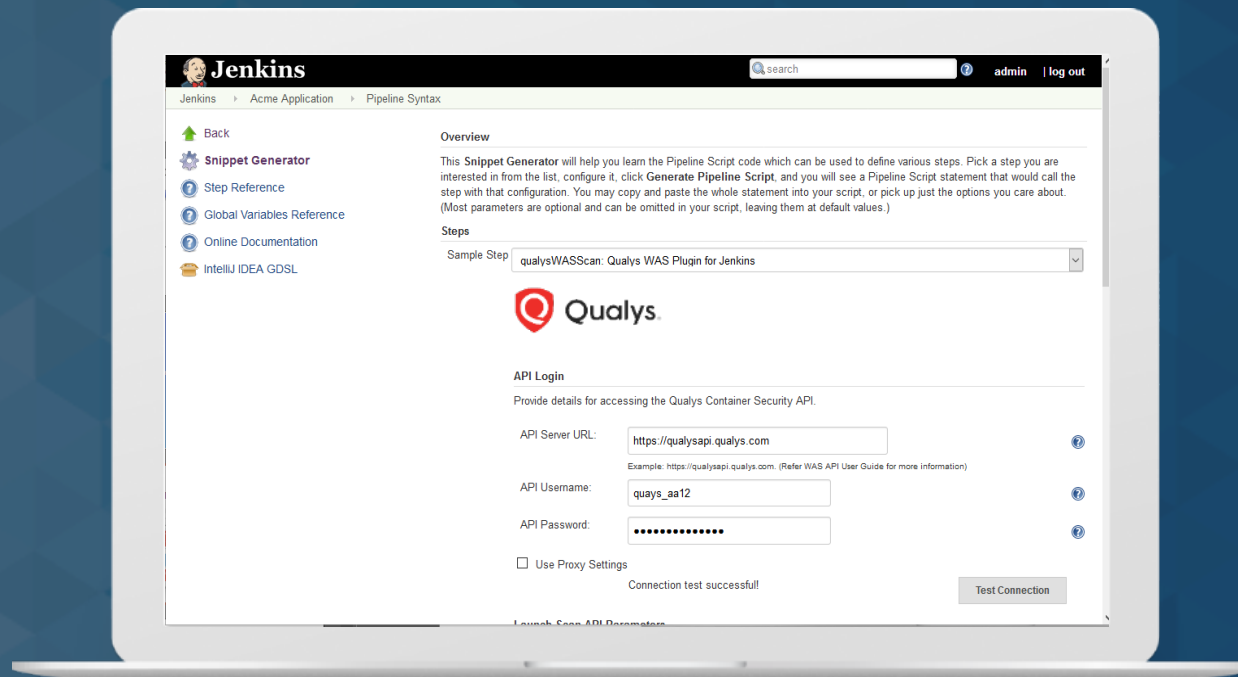 Jenkins
search
admin | log out
Jenkins Acme Application Pipeline Syntax
Back
Snippet Generator
Step Reference
Global Variables Reference
Online Documentation
IntelliJ IDEA GDSL
Overview
This Snippet Generator will help you learn the Pipeline Script code which can be used to define various steps. Pick a step you are
interested in from the list, configure it, click Generate Pipeline Script, and you will see a Pipeline Script statement that would call the
step with that configuration. You may copy and paste the whole statement into your script, or pick up just the options you care about.
(Most parameters are optional and can be omitted in your script, leaving them at default values.)
Steps
Sample Step qualysWASScan: Qualys WAS Plugin for Jenkins
Qualys.
API Login
Provide details for accessing the Qualys Container Security API.
API Server URL: https://qualysapi.qualys.com
Example: https://qualysapi.qualys.com. (Refer WAS API User Guide for more information)
API Username: quays_aa12
API Password: ••••••••••••••
Use Proxy Settings
Connection test successful!
Test Connection
Launch Scan API Parameters